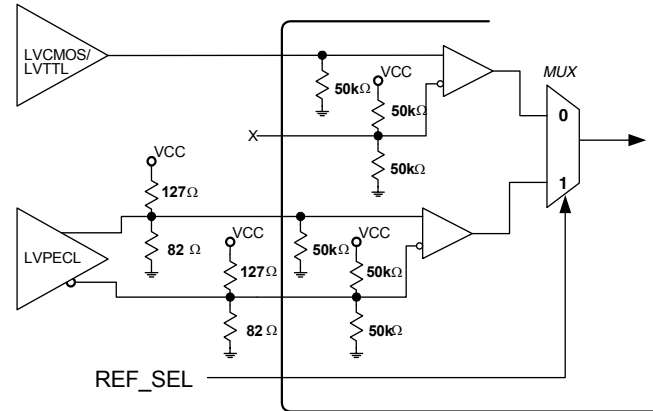 LVCMOS/
LVTTL
VCC
MUX
50kΩ
50kΩ
0
X
VCC
50kΩ
127Ω
1
VCC
VCC
LVPECL
82 Ω
50kΩ
127Ω
50kΩ
82 Ω
50kΩ
REF_SEL